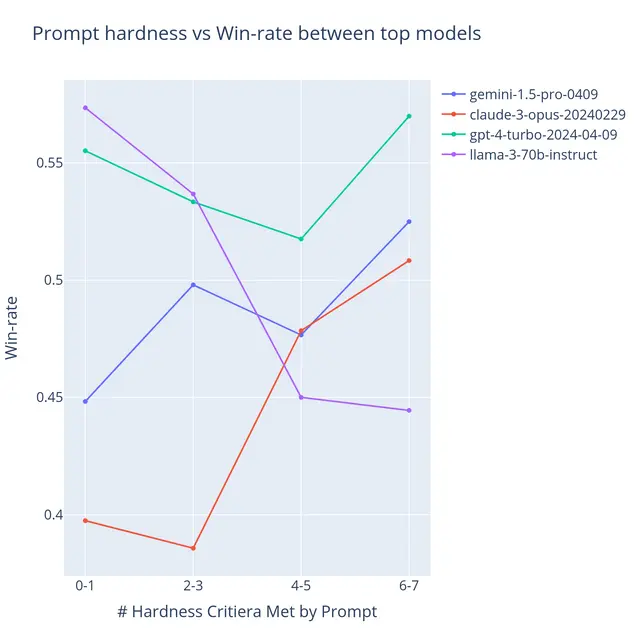 Prompt hardness vs Win-rate between top models
gemini-1.5-pro-0409
claude-3-opus-20240229
gpt-4-turbo-2024-04-09
llama-3-70b-instruct
Win-rate
0.55
0.5
0.45
0.4
0-1
2-3
4-5
6-7
# Hardness Critiera Met by Prompt